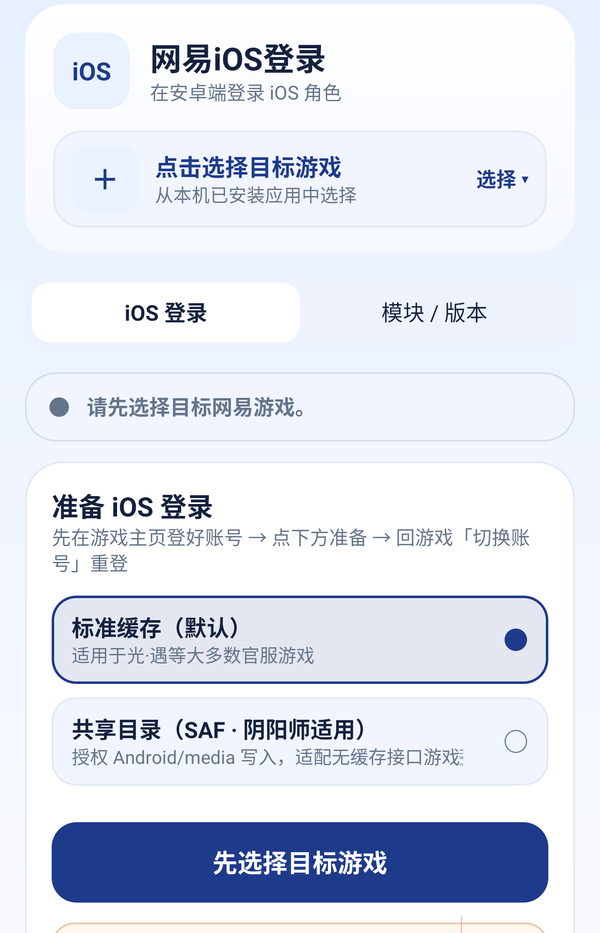 iOS
网易iOS登录
在安卓端登录 iOS 角色
点击选择目标游戏
从本机已安装应用中选择
选择 ▾
iOS 登录
模块 / 版本
请先选择目标网易游戏。
准备 iOS 登录
先在游戏主页登好账号 → 点下方准备 → 回游戏「切换账
号」重登
标准缓存（默认）
适用于光·遇等大多数官服游戏
共享目录（SAF · 阴阳师适用）
授权 Android/media 写入，适配无缓存接口游戏
先选择目标游戏